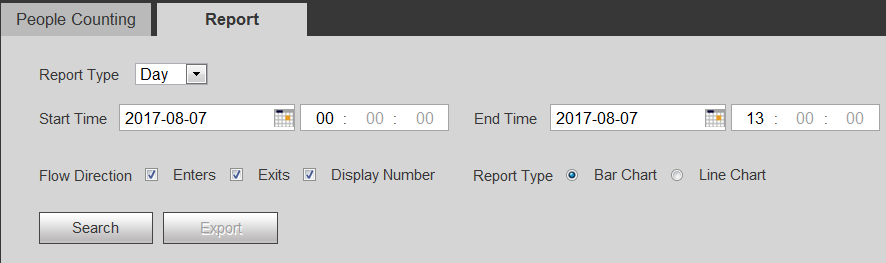 People Counting Report
Report Type Day
Start Time 2017-08-07 00 : 00 : 00 End Time 2017-08-07 13 : 00 : 00
Flow Direction Enters Exits Display Number Report Type Bar Chart Line Chart
Search Export